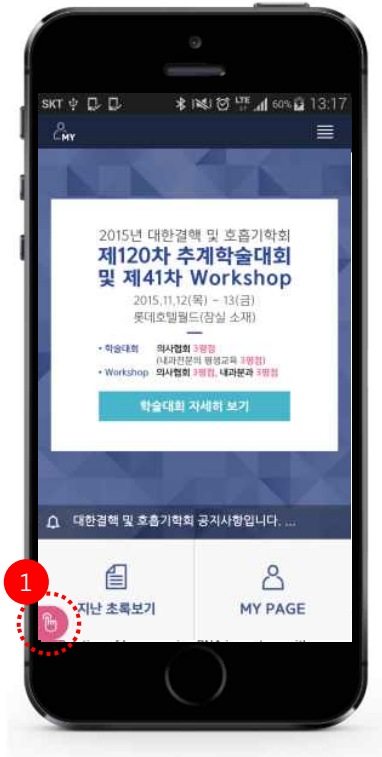 SKT LTE 60% 13:17
MY
2015년 대한결핵 및 호흡기학회
제120차 추계학술대회
및 제41차 Workshop
2015.11.12(목) - 13(금)
롯데호텔월드(잠실 소재)
• 학술대회 의사협회 3평점
(내과전문의 평생교육 3평점)
• Workshop 의사협회 3평점, 내과분과 3평점
학술대회 자세히 보기
대한결핵 및 호흡기학회 공지사항입니다. ...
1
지난 초록보기 MY PAGE